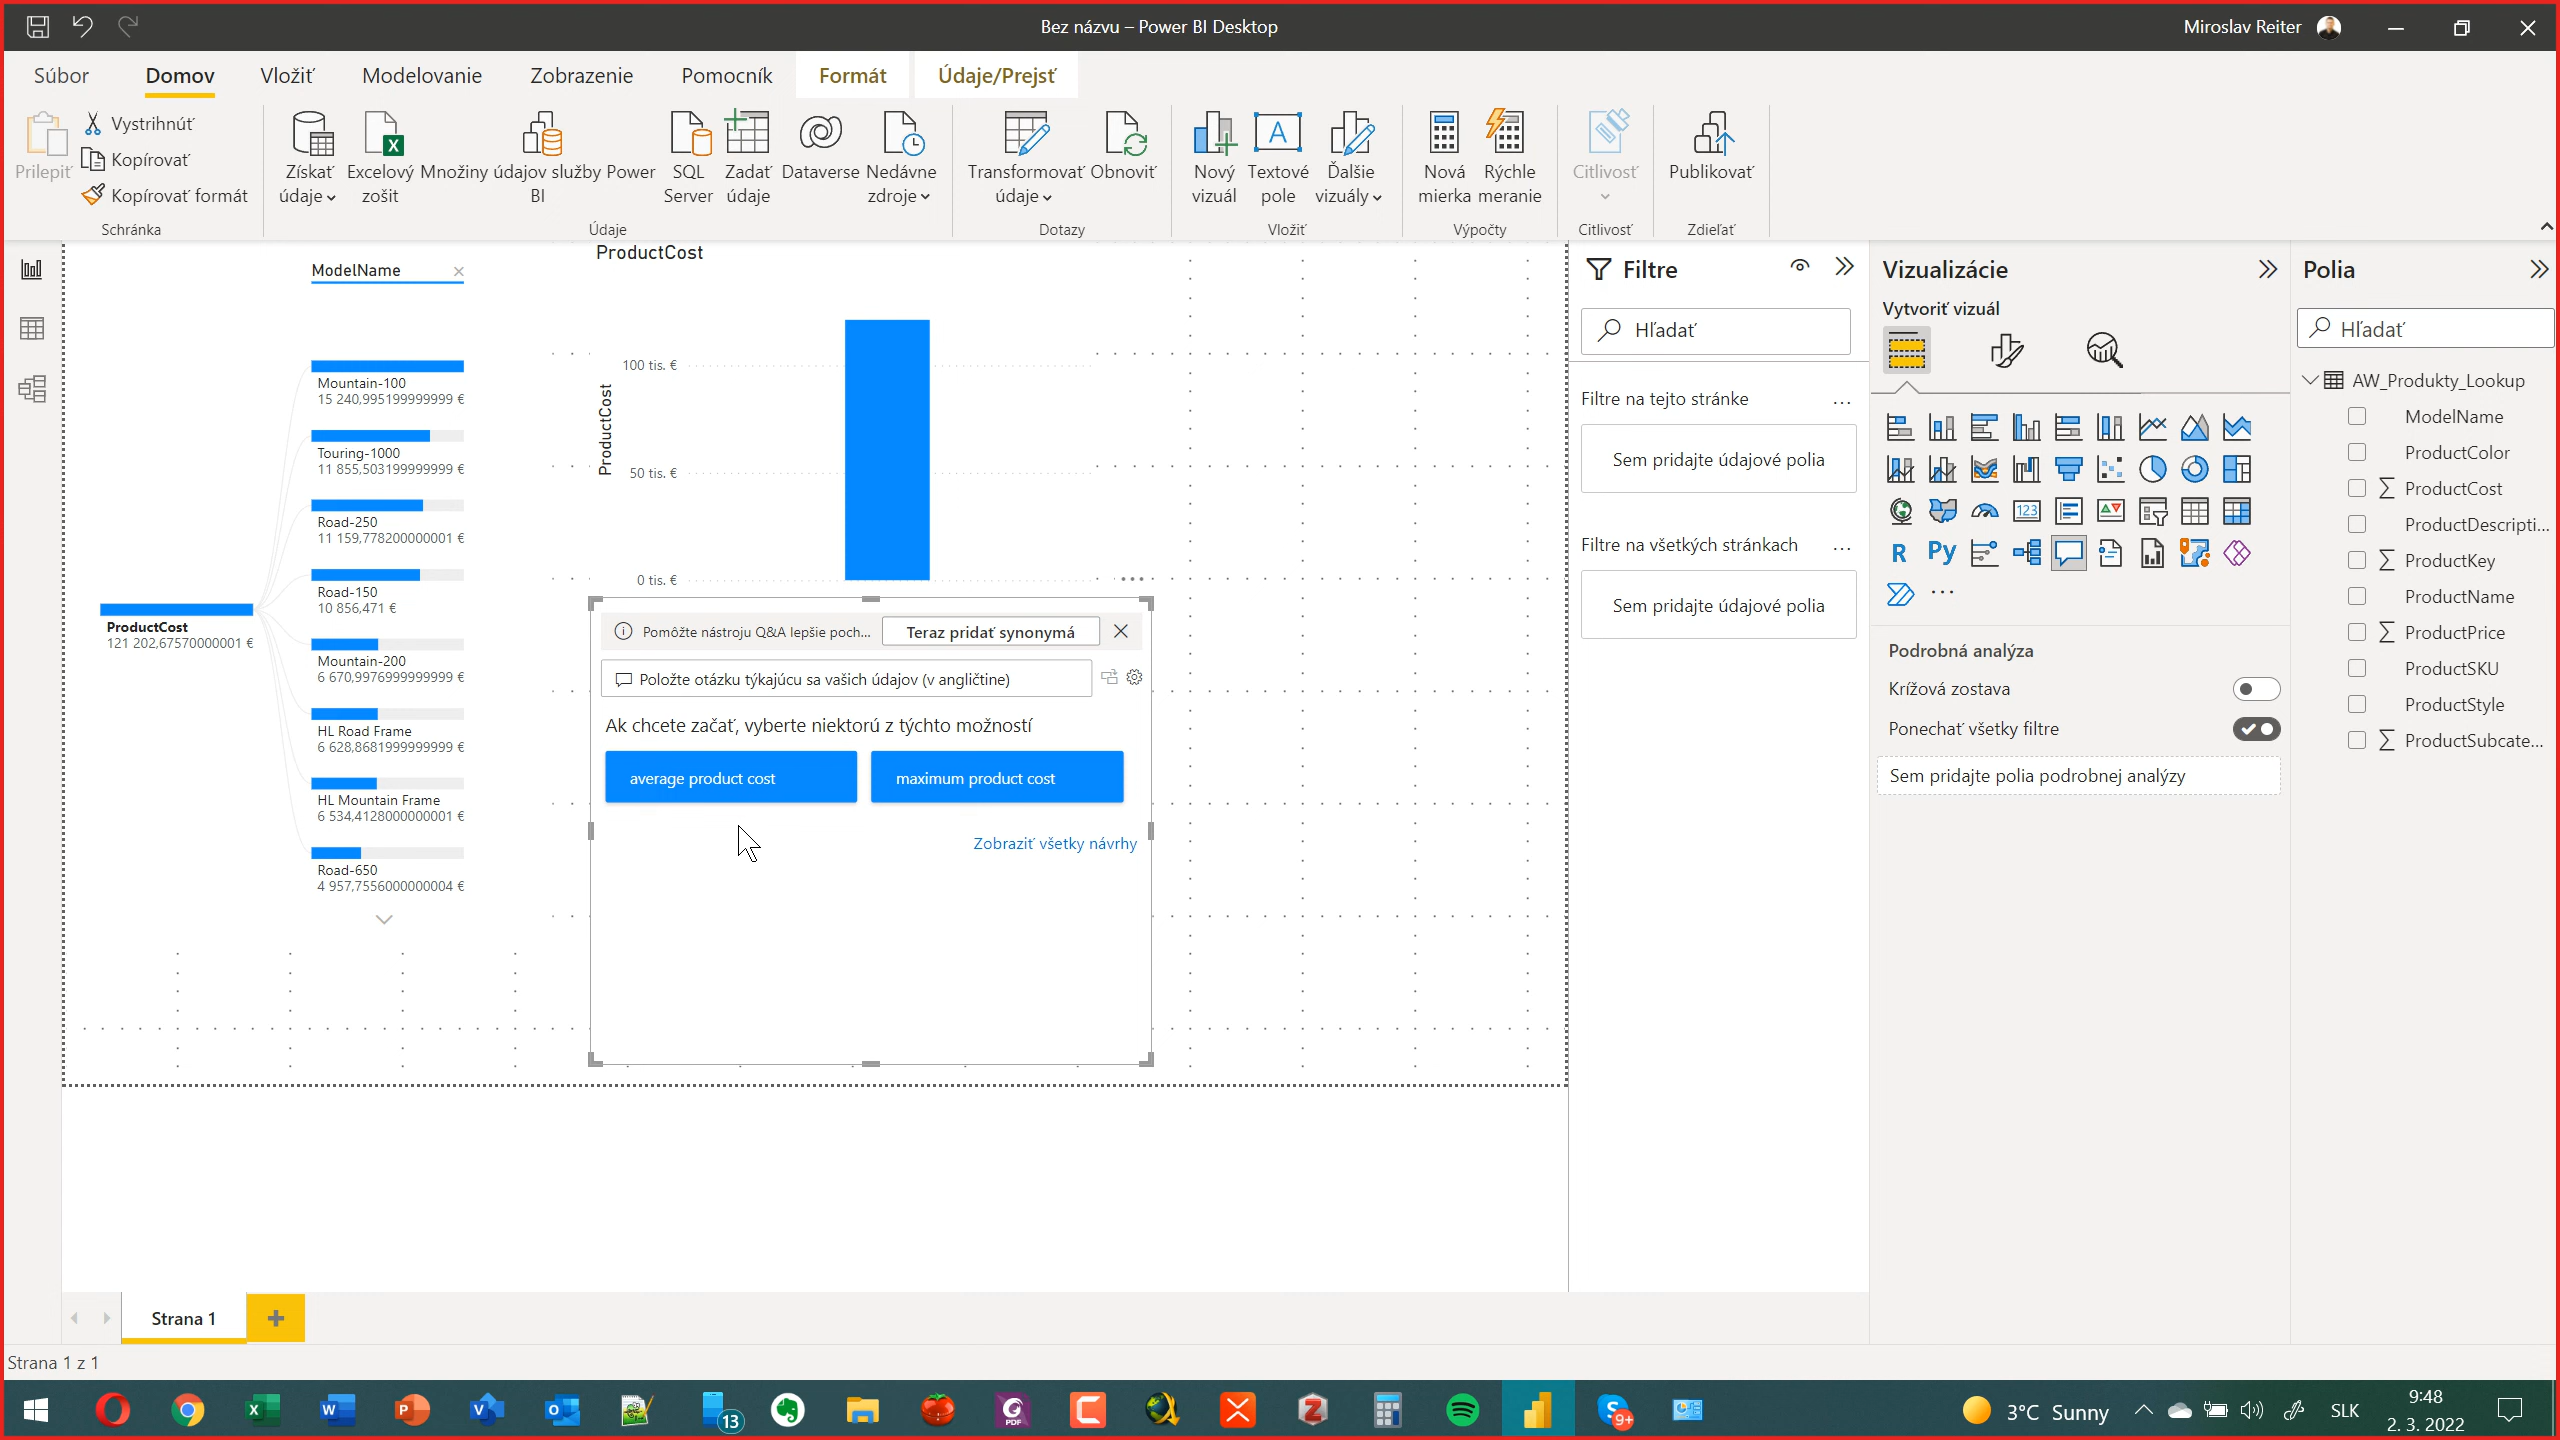 Bez názvu – Power BI Desktop
Miroslav Reiter
Súbor
Domov
Vložiť
Modelovanie
Zobrazenie
Pomocník
Formát
Údaje/Prejsť
Prilepiť
Vystrihnúť
Kopírovať
Kopírovať formát
Schránka
Získať údaje
Excelový zošit
Množiny údajov služby Power BI
SQL Server
Zadať údaje
Dataverse
Nedávne zdroje
Údaje
Transformovať údaje
Obnoviť
Dotazy
Nový vizuál
Textové pole
Ďalšie vizuály
Vložiť
Nová mierka
Rýchle meranie
Výpočty
Citlivosť
Citlivosť
Publikovať
Zdieľať
ModelName
Mountain-100
15 240,995199999999 €
Touring-1000
11 855,503199999999 €
Road-250
11 159,778200000001 €
Road-150
10 856,471 €
ProductCost
121 202,67570000001 €
Mountain-200
6 670,9976999999999 €
HL Road Frame
6 628,8681999999999 €
HL Mountain Frame
6 534,4128000000001 €
Road-650
4 957,7556000000004 €
ProductCost
ProductCost
100 tis. €
50 tis. €
0 tis. €
Pomôžte nástroju Q&A lepšie poch...
Teraz pridať synonymá
Položte otázku týkajúcu sa vašich údajov (v angličtine)
Ak chcete začať, vyberte niektorú z týchto možností
average product cost
maximum product cost
Zobraziť všetky návrhy
Filtre
Hľadať
Filtre na tejto stránke
Sem pridajte údajové polia
Filtre na všetkých stránkach
Sem pridajte údajové polia
Vizualizácie
Vytvoriť vizuál
123
R
Py
Podrobná analýza
Krížová zostava
Ponechať všetky filtre
Sem pridajte polia podrobnej analýzy
Polia
Hľadať
AW_Produkty_Lookup
ModelName
ProductColor
ProductCost
ProductDescripti...
ProductKey
ProductName
ProductPrice
ProductSKU
ProductStyle
ProductSubcate...
Strana 1
Strana 1 z 1
13
PDF
9+
3°C Sunny
SLK
9:48
2. 3. 2022